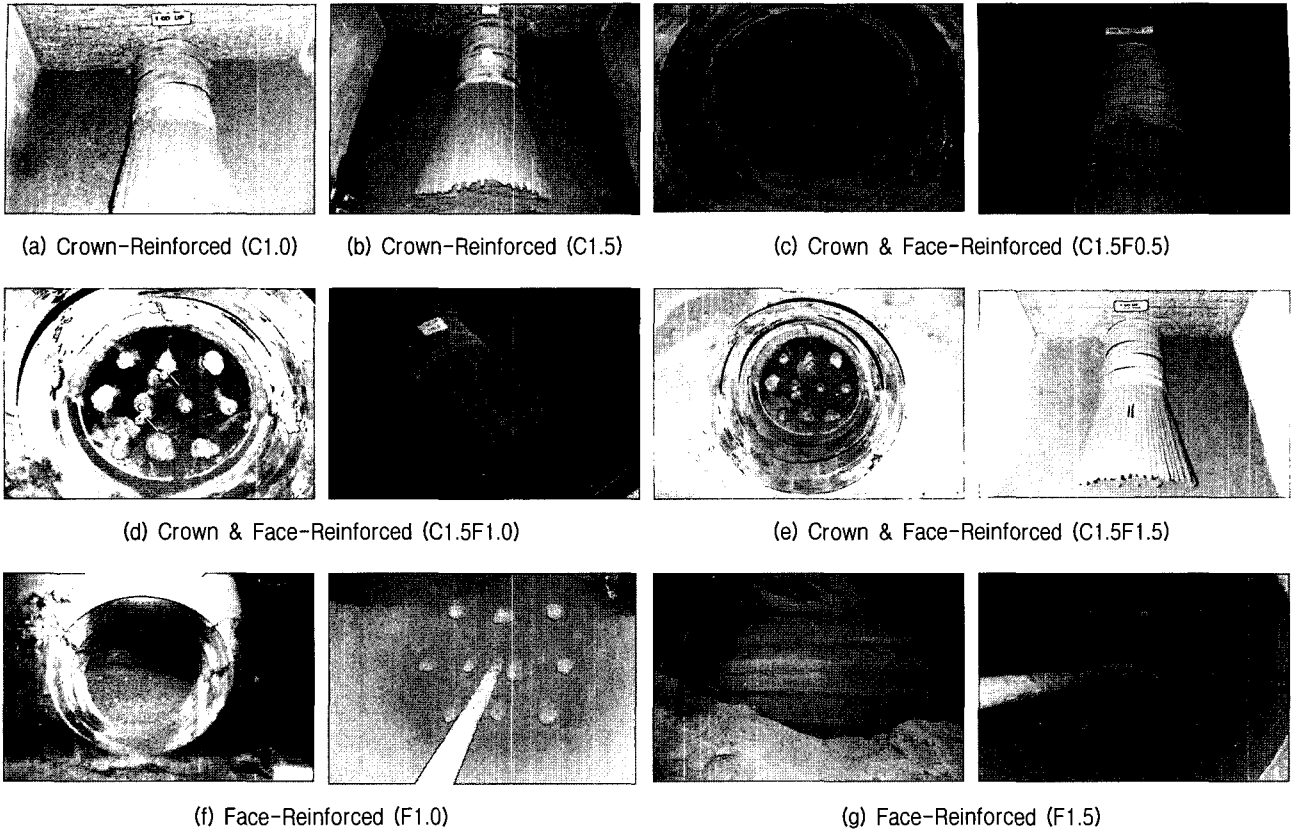 (a) Crown-Reinforced (C1.0)
(b) Crown-Reinforced (C1.5)
(c) Crown & Face-Reinforced (C1.5F0.5)
(d) Crown & Face-Reinforced (C1.5F1.0)
(e) Crown & Face-Reinforced (C1.5F1.5)
(f) Face-Reinforced (F1.0)
(g) Face-Reinforced (F1.5)